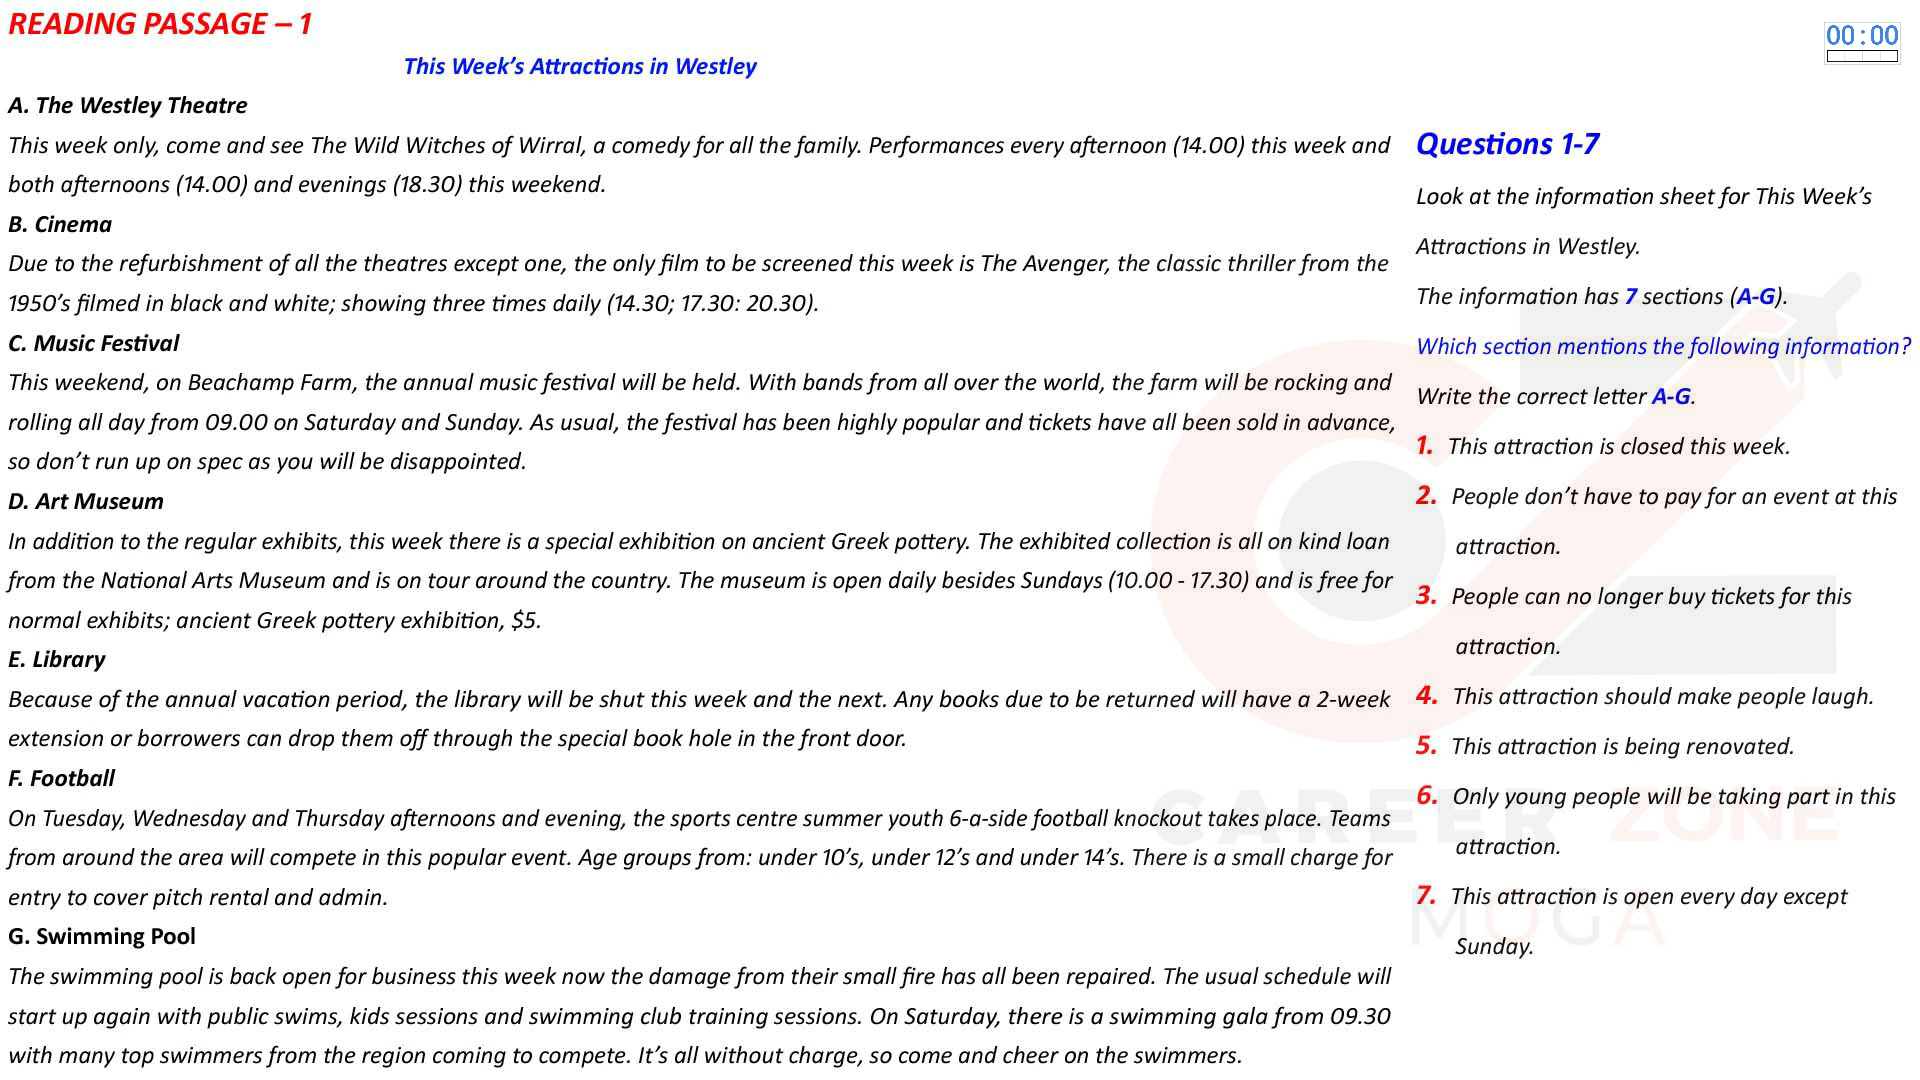 READING PASSAGE – 1
00:00
This Week's Attractions in Westley
A. The Westley Theatre
This week only, come and see The Wild Witches of Wirral, a comedy for all the family. Performances every afternoon (14.00) this week and
both afternoons (14.00) and evenings (18.30) this weekend.
B. Cinema
Due to the refurbishment of all the theatres except one, the only film to be screened this week is The Avenger, the classic thriller from the
1950's filmed in black and white; showing three times daily (14.30; 17.30: 20.30).
C. Music Festival
This weekend, on Beachamp Farm, the annual music festival will be held. With bands from all over the world, the farm will be rocking and
rolling all day from 09.00 on Saturday and Sunday. As usual, the festival has been highly popular and tickets have all been sold in advance,
so don't run up on spec as you will be disappointed.
D. Art Museum
In addition to the regular exhibits, this week there is a special exhibition on ancient Greek pottery. The exhibited collection is all on kind loan
from the National Arts Museum and is on tour around the country. The museum is open daily besides Sundays (10.00 - 17.30) and is free for
normal exhibits; ancient Greek pottery exhibition, $5.
E. Library
Because of the annual vacation period, the library will be shut this week and the next. Any books due to be returned will have a 2-week
extension or borrowers can drop them off through the special book hole in the front door.
F. Football
On Tuesday, Wednesday and Thursday afternoons and evening, the sports centre summer youth 6-a-side football knockout takes place. Teams
from around the area will compete in this popular event. Age groups from: under 10's, under 12's and under 14's. There is a small charge for
entry to cover pitch rental and admin.
G. Swimming Pool
The swimming pool is back open for business this week now the damage from their small fire has all been repaired. The usual schedule will
start up again with public swims, kids sessions and swimming club training sessions. On Saturday, there is a swimming gala from 09.30
with many top swimmers from the region coming to compete. It's all without charge, so come and cheer on the swimmers.
Questions 1-7
Look at the information sheet for This Week's
Attractions in Westley.
The information has 7 sections (A-G).
Which section mentions the following information?
Write the correct letter A-G.
1. This attraction is closed this week.
2. People don't have to pay for an event at this
attraction.
3. People can no longer buy tickets for this
attraction.
4. This attraction should make people laugh.
5. This attraction is being renovated.
6. Only young people will be taking part in this
attraction.
7. This attraction is open every day except
Sunday.
CAREER ZONE
MOGA